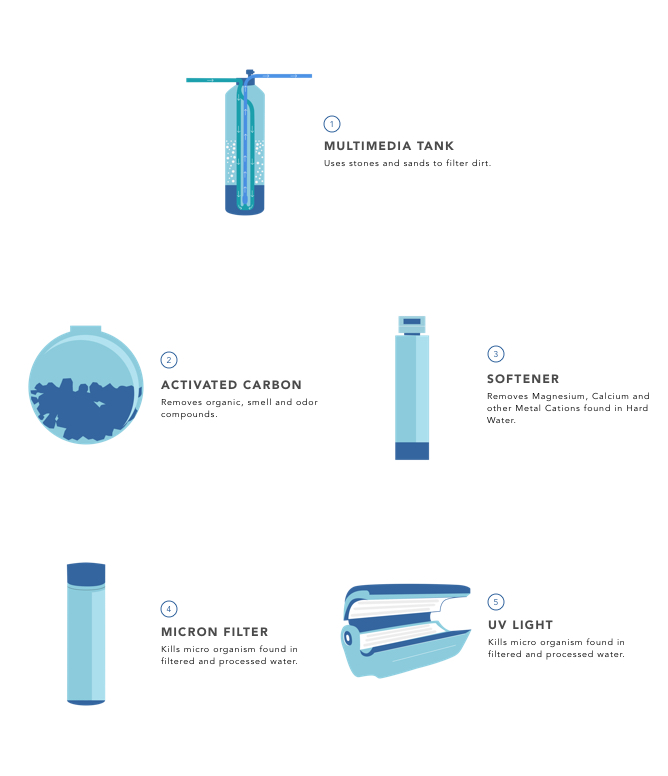 1
MULTIMEDIA TANK
Uses stones and sands to filter dirt.
2
ACTIVATED CARBON
Removes organic, smell and odor
compounds.
3
SOFTENER
Removes Magnesium, Calcium and
other Metal Cations found in Hard
Water.
4
MICRON FILTER
Kills micro organism found in
filtered and processed water.
5
UV LIGHT
Kills micro organism found in
filtered and processed water.